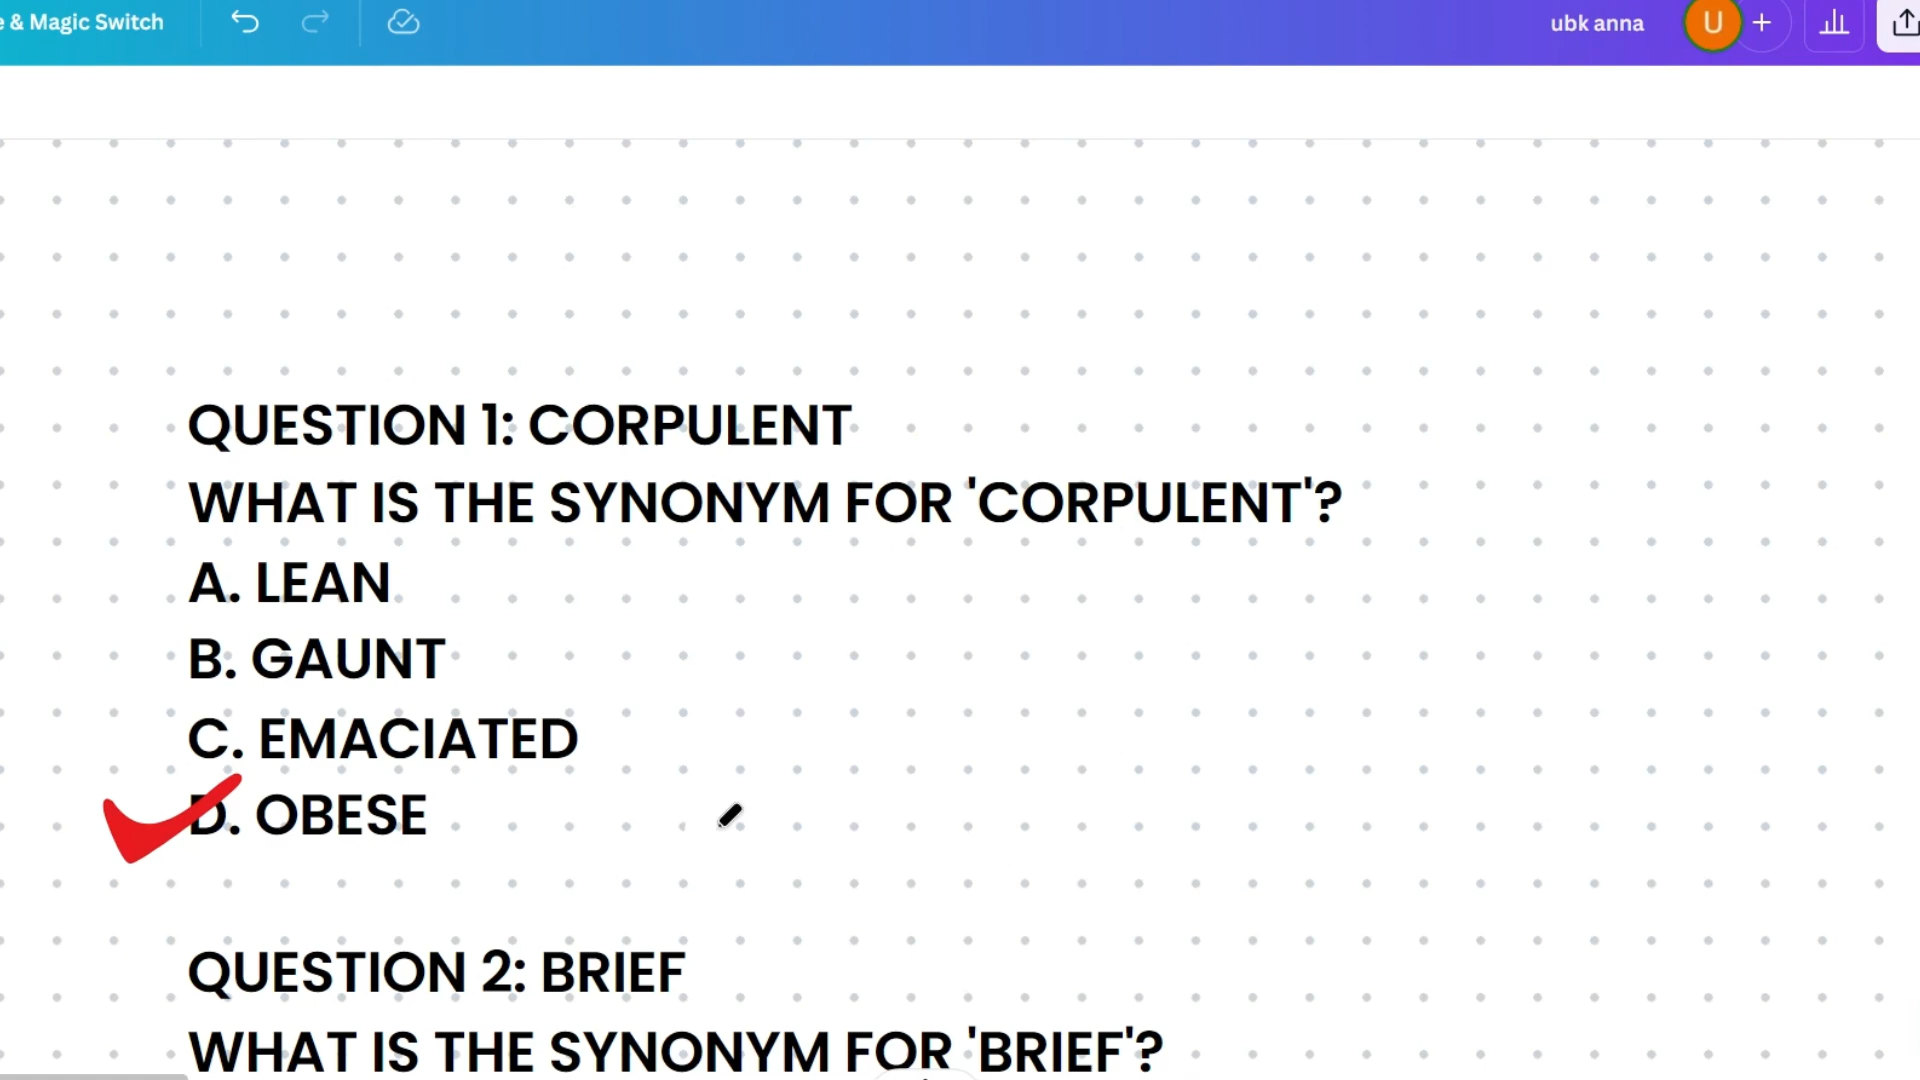 e & Magic Switch
ubk anna
U
+
QUESTION 1: CORPULENT
WHAT IS THE SYNONYM FOR 'CORPULENT'?
A. LEAN
B. GAUNT
C. EMACIATED
D. OBESE
QUESTION 2: BRIEF
WHAT IS THE SYNONYM FOR 'BRIEF'?